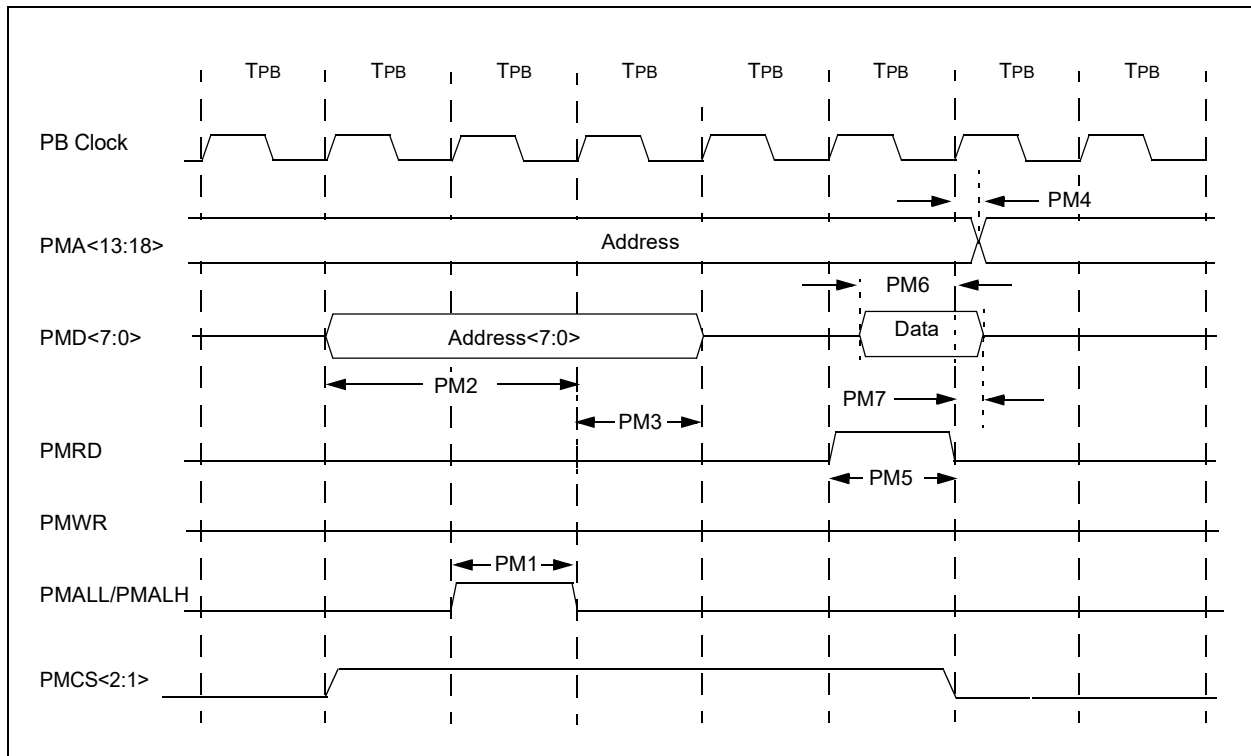 TPB TPB TPB TPB TPB TPB TPB TPB
PB Clock
PM4
PMA<13:18>
Address
PM6
PMD<7:0>
Address<7:0>
Data
PM2
PM7
PM3
PMRD
PM5
PMWR
PM1
PMALL/PMALH
PMCS<2:1>